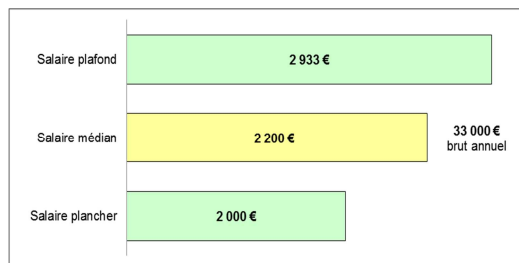 Salaire plafond
2 933 €
Salaire médian
2 200 €
33 000 €
brut annuel
Salaire plancher
2 000 €